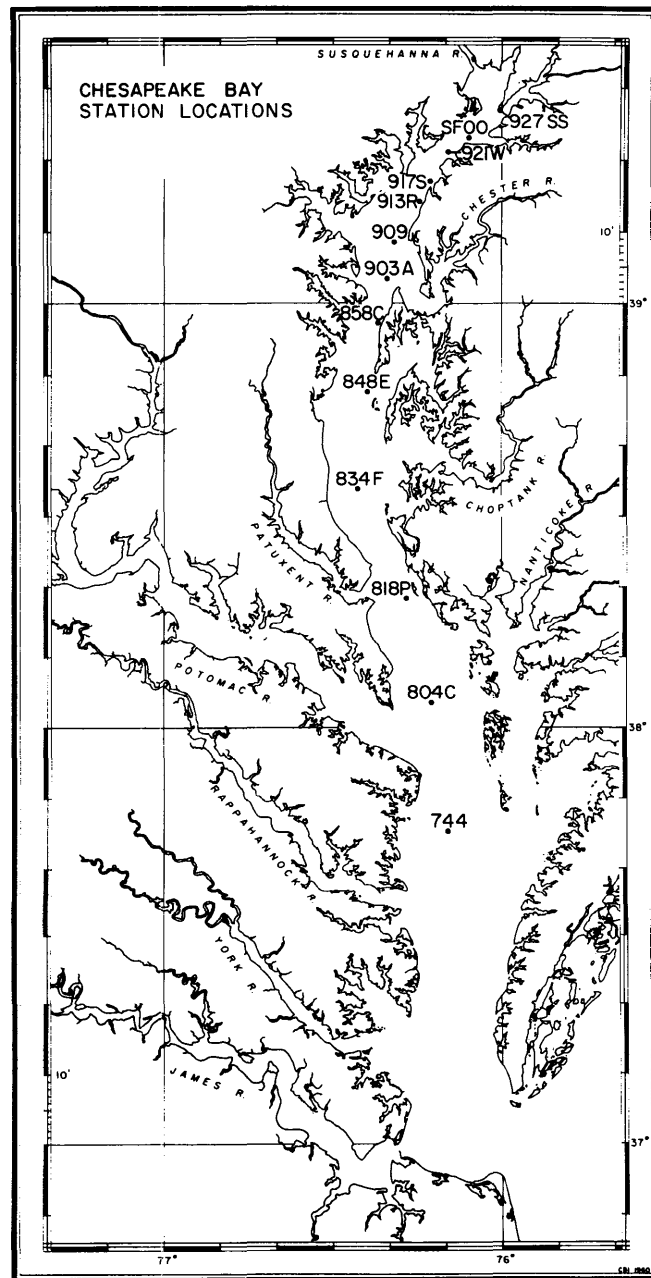 SUSQUEHANNA R.
CHESAPEAKE BAY
STATION LOCATIONS
SF00
927SS
921W
917S
913R
CHESTER R.
909
10'
903A
39°
858C
848E
834F
CHOPTANK R.
NANTICOKE R
PATUXENT R.
818P
POTOMAC R.
804C
38°
RAPPAHANNOCK R.
744
YORK R.
JAMES R.
10'
37°
77°
76°
CBI 1960